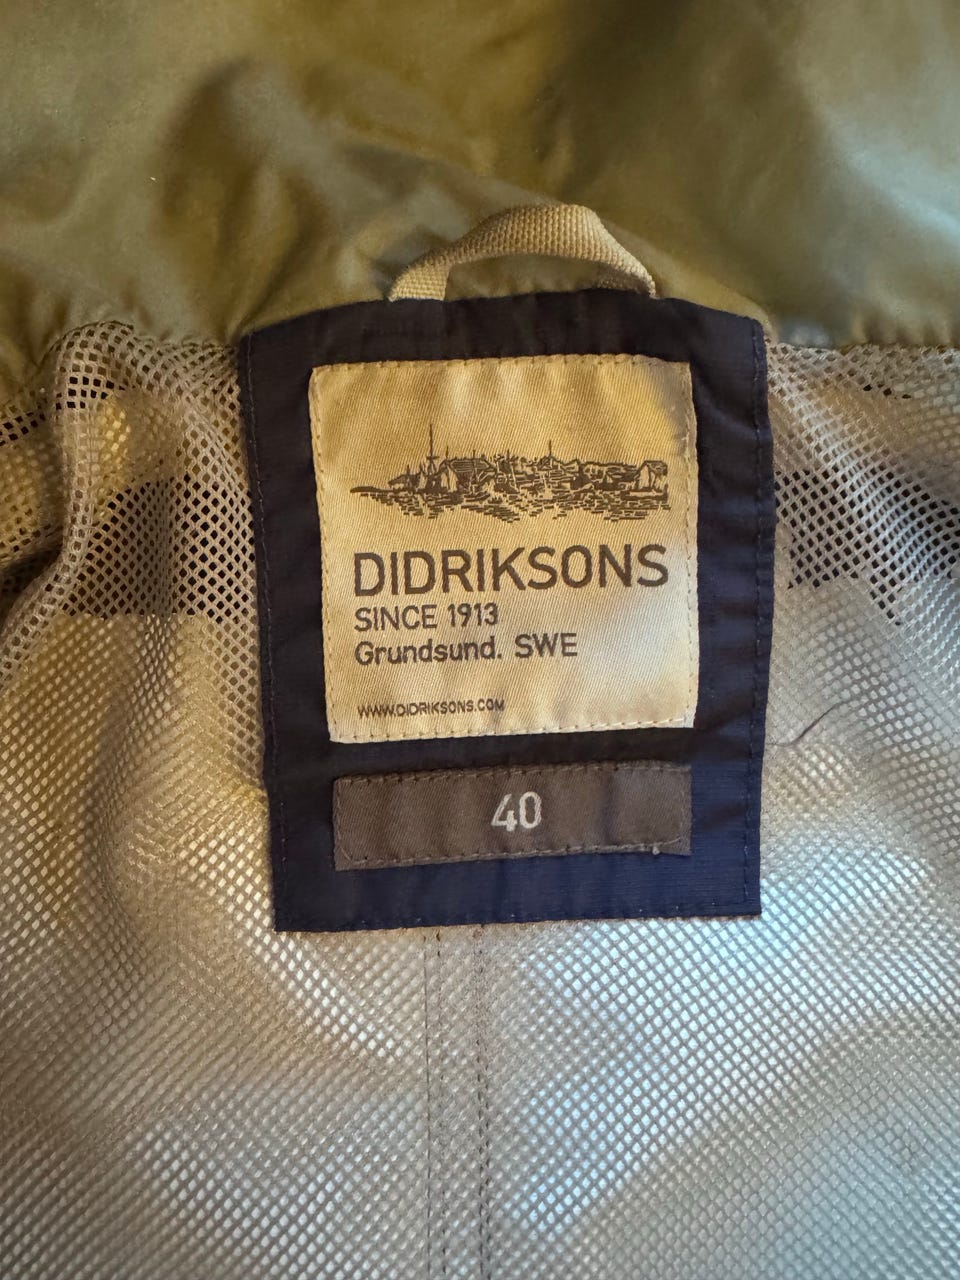 DIDRIKSONS
SINCE 1913
Grundsund. SWE
WWW.DIDRIKSONS.COM
40